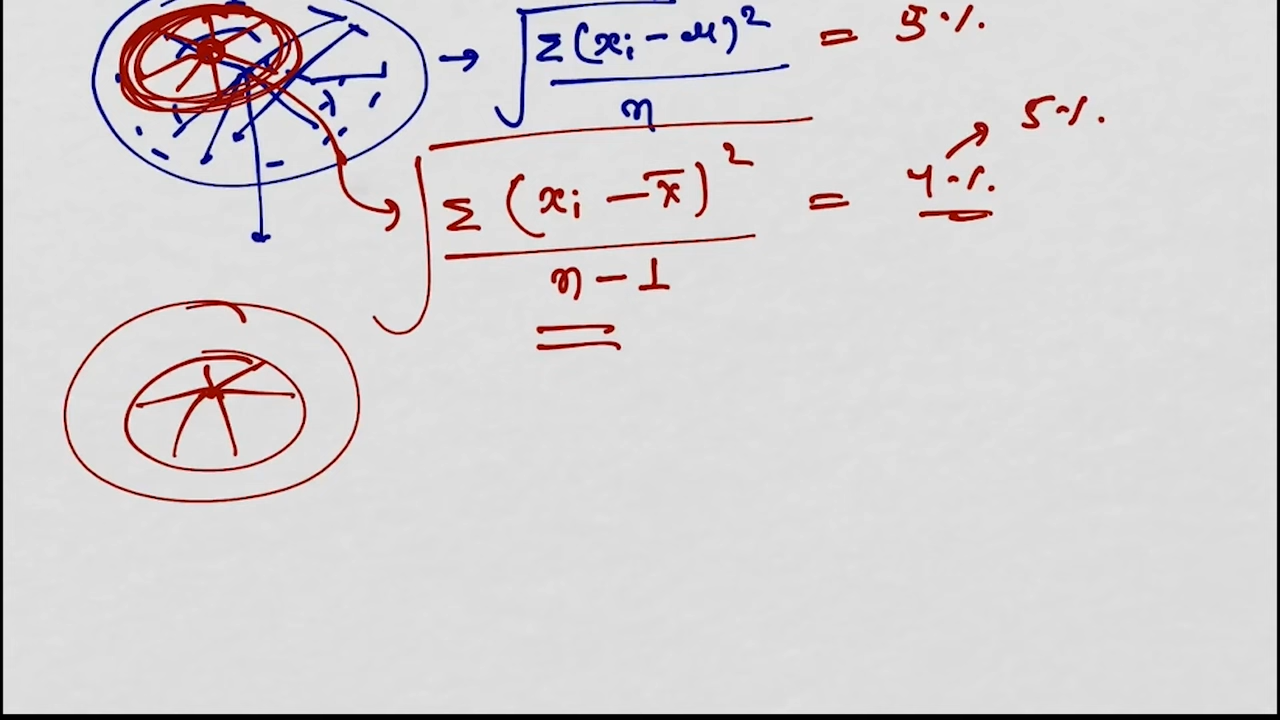 → √(Σ(xᵢ - μ)² / n) = 5%
√(Σ(xᵢ - x̄)² / (n - 1)) = 4% → 5%